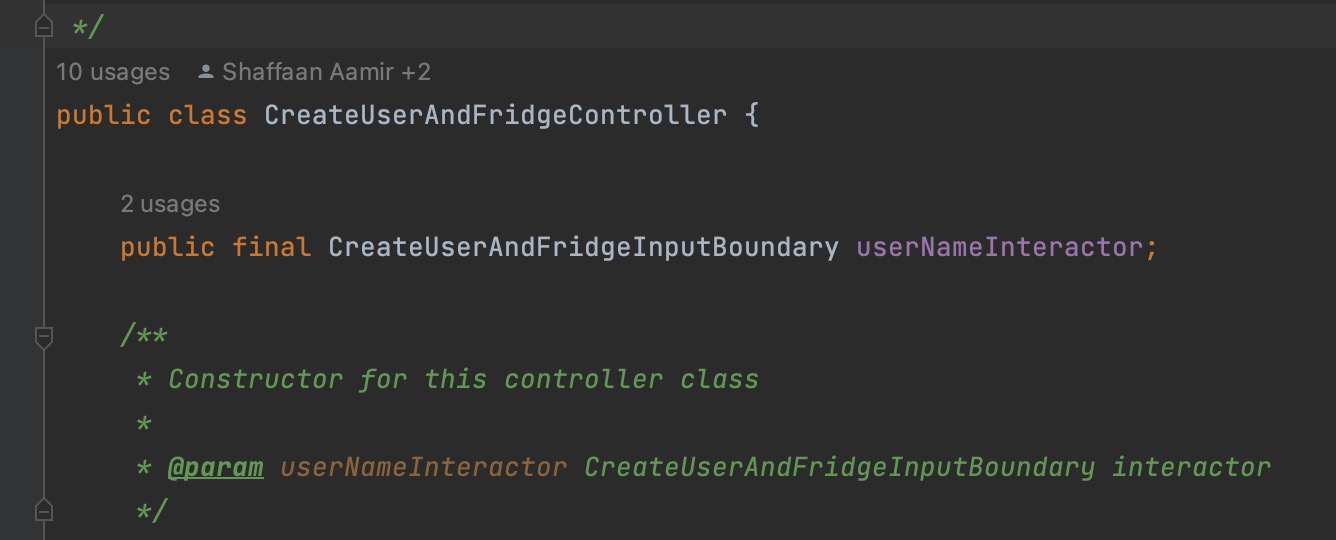 */
10 usages Shaffaan Aamir +2
public class CreateUserAndFridgeController {
2 usages
public final CreateUserAndFridgeInputBoundary userNameInteractor;
/**
* Constructor for this controller class
*
* @param userNameInteractor CreateUserAndFridgeInputBoundary interactor
*/